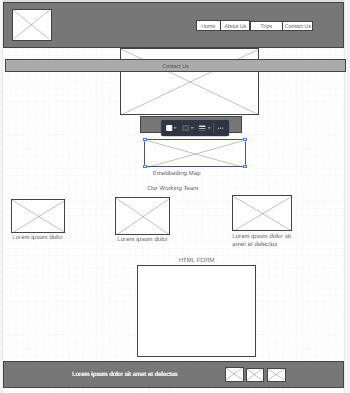 Home
About Us
Trips
Contact Us
Contact Us
Emebbeding Map
Our Working Team
Lorem ipsum dolor
Lorem ipsum dolor
Lorem ipsum dolor sit
amet et delectus
HTML FORM
Lorem ipsum dolor sit amet et delectus